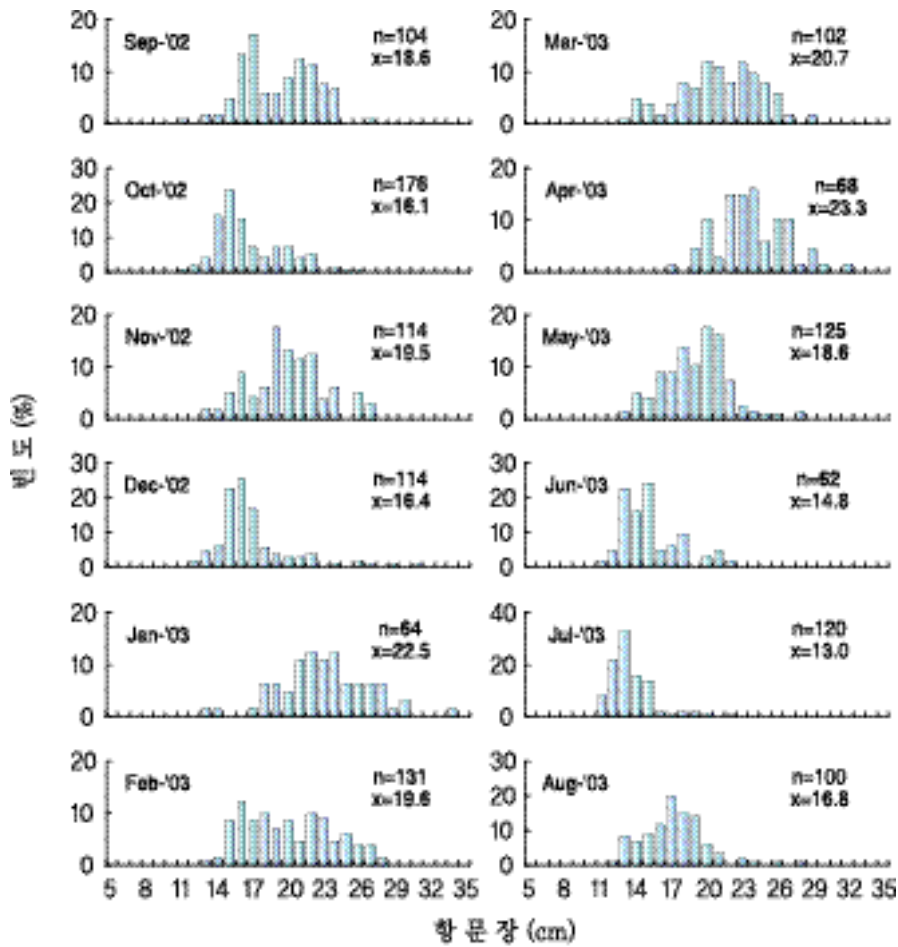 20
10
0
Sep-'02
n=104
x=18.6
20
10
0
Mar-'03
n=102
x=20.7
30
20
10
0
Oct-'02
n=176
x=16.1
20
10
0
Apr-'03
n=68
x=23.3
20
10
0
Nov-'02
n=114
x=19.5
20
10
0
May-'03
n=125
x=18.6
30
20
10
0
Dec-'02
n=114
x=16.4
30
20
10
0
Jun-'03
n=62
x=14.8
20
10
0
Jan-'03
n=64
x=22.5
40
20
0
Jul-'03
n=120
x=13.0
20
10
0
Feb-'03
n=131
x=19.6
30
20
10
0
Aug-'03
n=100
x=16.8
5 8 11 14 17 20 23 26 29 32 35
5 8 11 14 17 20 23 26 29 32 35
빈 도 (%)
항 문 장 (cm)